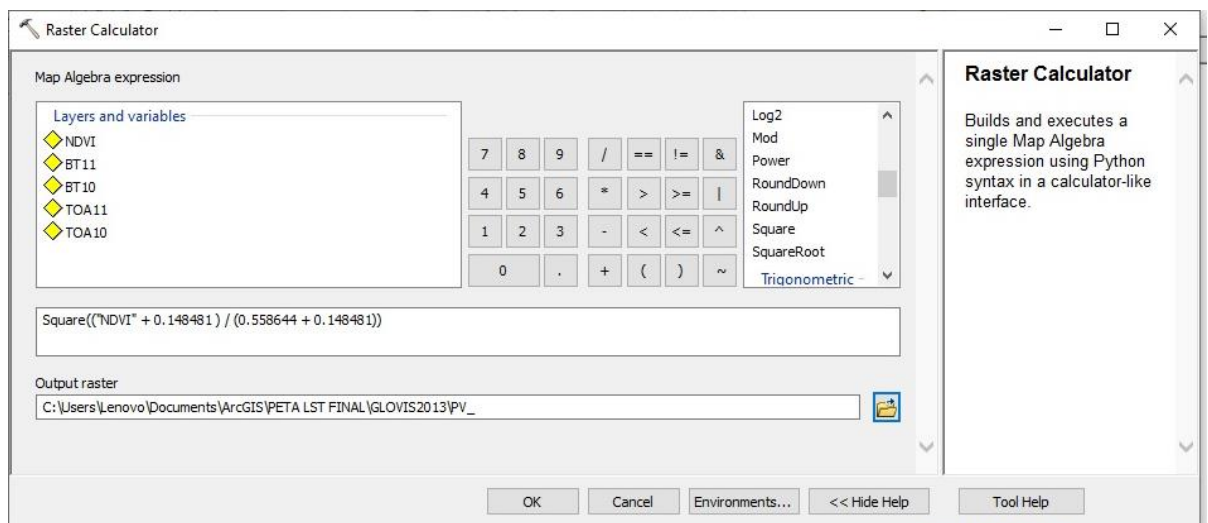 Raster Calculator
Map Algebra expression
Layers and variables
NDVI
BT11
BT10
TOA11
TOA10
7 8 9 / == != &
4 5 6 * > >= |
1 2 3 - < <= ^
0 . + ( ) ~
Log2
Mod
Power
RoundDown
RoundUp
Square
SquareRoot
Trigonometric
Square(("NDVI" + 0.148481 ) / (0.558644 + 0.148481))
Output raster
C:\Users\Lenovo\Documents\ArcGIS\PETA LST FINAL\GLOVIS2013\PV_
OK Cancel Environments... << Hide Help Tool Help
Raster Calculator
Builds and executes a
single Map Algebra
expression using Python
syntax in a calculator-like
interface.